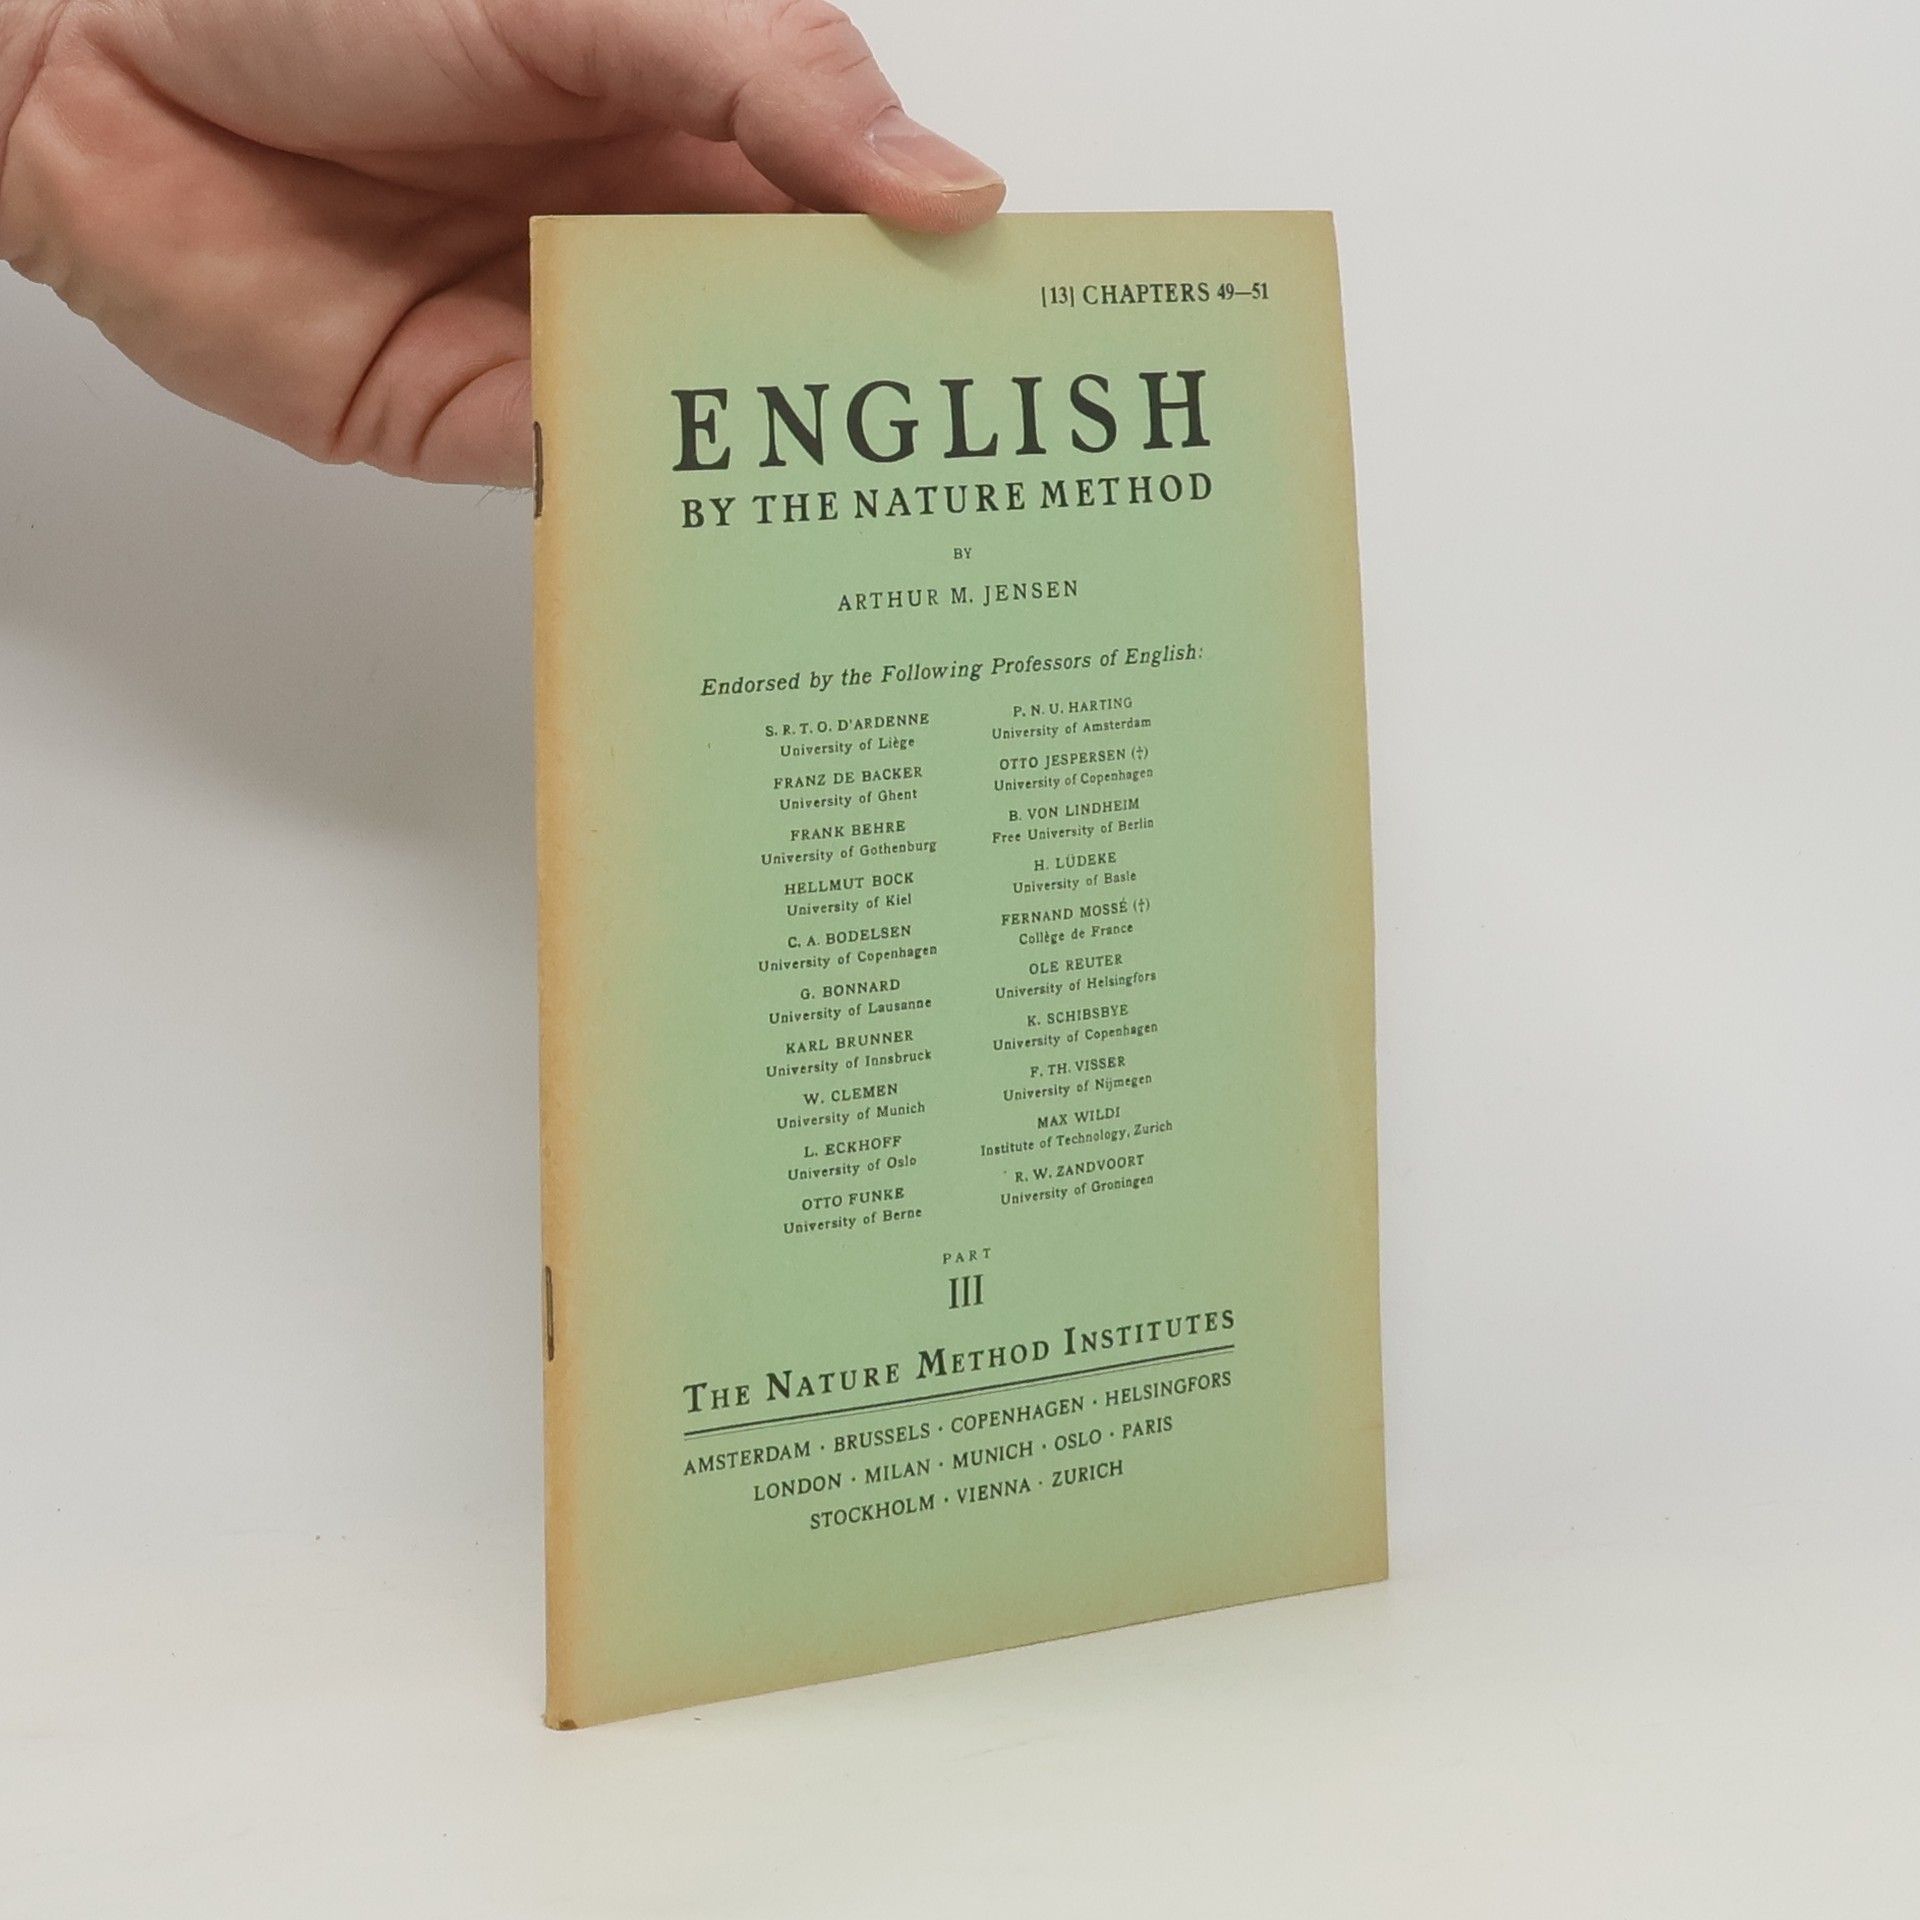 [13] CHAPTERS 49—51
ENGLISH
BY THE NATURE METHOD
BY
ARTHUR M. JENSEN
Endorsed by the Following Professors of English:
S. R. T. O. D'ARDENNE
University of Liège
FRANZ DE BACKER
University of Ghent
FRANK BEHRE
University of Gothenburg
HELLMUT BOCK
University of Kiel
C. A. BODELSEN
University of Copenhagen
G. BONNARD
University of Lausanne
KARL BRUNNER
University of Innsbruck
W. CLEMEN
University of Munich
L. ECKHOFF
University of Oslo
OTTO FUNKE
University of Berne
P. N. U. HARTING
University of Amsterdam
OTTO JESPERSEN (†)
University of Copenhagen
B. VON LINDHEIM
Free University of Berlin
H. LÜDEKE
University of Basle
FERNAND MOSSÉ (†)
Collège de France
OLE REUTER
University of Helsingfors
K. SCHIBSBYE
University of Copenhagen
F. TH. VISSER
University of Nijmegen
MAX WILDI
Institute of Technology, Zurich
R. W. ZANDVOORT
University of Groningen
PART
III
THE NATURE METHOD INSTITUTES
AMSTERDAM · BRUSSELS · COPENHAGEN · HELSINGFORS
LONDON · MILAN · MUNICH · OSLO · PARIS
STOCKHOLM · VIENNA · ZURICH